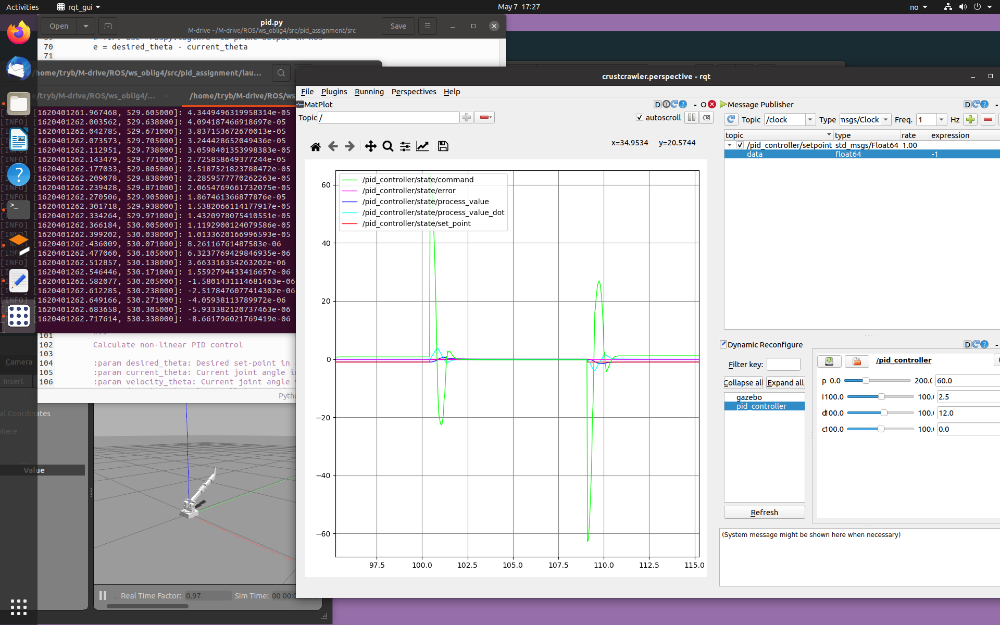 Activities
rqt_gui
May 7  17:27
no
Open
pid.py
M-drive ~/M-drive/ROS/ws_oblig4/src/pid_assignment/src
Save
70 e = desired_theta - current_theta
71
/home/tryb/M-drive/ROS/ws_oblig4/src/pid_assignment/lau...
/tryb/M-drive/ROS/ws_oblig4/...
/home/tryb/M-drive/ROS/ws
[1620401261.967468, 529.605000]: 4.3449496319958314e-05
[INFO] [1620401262.003562, 529.638000]: 4.094187466918697e-05
[INFO] [1620401262.042785, 529.671000]: 3.837153672670013e-05
[INFO] [1620401262.073573, 529.705000]: 3.244428652049436e-05
[INFO] [1620401262.112951, 529.738000]: 3.0598401353998383e-05
[INFO] [1620401262.143479, 529.771000]: 2.725858649377244e-05
[1620401262.177033, 529.805000]: 2.5187521823788472e-05
[1620401262.209078, 529.838000]: 2.2859577770262263e-05
[INFO] [1620401262.239428, 529.871000]: 2.0654769661732075e-05
[INFO] [1620401262.270506, 529.905000]: 1.867461366877876e-05
[1620401262.301718, 529.938000]: 1.5382066114177917e-05
[INFO] [1620401262.334264, 529.971000]: 1.4320978075410551e-05
[INFO] [1620401262.366184, 530.005000]: 1.1192900124079586e-05
[INFO] [1620401262.399202, 530.038000]: 1.0133620166996593e-05
[1620401262.436009, 530.071000]: 8.26116761487583e-06
[1620401262.477060, 530.105000]: 6.3237769429846935e-06
[INFO] [1620401262.512857, 530.138000]: 3.663316354263202e-06
[1620401262.546446, 530.171000]: 1.5592794433416657e-06
[1620401262.582077, 530.205000]: -1.5801431114681463e-06
[1620401262.612285, 530.238000]: -2.5178476077414302e-06
[INFO] [1620401262.649166, 530.271000]: -4.05938113789972e-06
[1620401262.683658, 530.305000]: -5.933382120737463e-06
[1620401262.717614, 530.338000]: -8.661796021769419e-06
101 """
102 Calculate non-linear PID control
103
104 :param desired_theta: Desired set-point in
105 :param current_theta: Current joint angle
106 :param velocity_theta: Current joint angle
Camera
Insert
al Coordinates
phere
Value
Real Time Factor:
0.97
Sim Time:
crustcrawler.perspective - rqt
File
Plugins
Running
Perspectives
Help
MatPlot
D
-
O
Topic
/
autoscroll
x=34.9534
y=20.5744
/pid_controller/state/command
/pid_controller/state/error
/pid_controller/state/process_value
/pid_controller/state/process_value_dot
/pid_controller/state/set_point
60
40
20
0
−20
−40
−60
97.5
100.0
102.5
105.0
107.5
110.0
112.5
115.0
Message Publisher
D
-
Topic
/clock
Type
nsgs/Clock
Freq.
1
Hz
topic
type
rate
expression
/pid_controller/setpoint
std_msgs/Float64
1.00
data
float64
-1
Dynamic Reconfigure
D
-
Filter key:
Collapse all
Expand all
gazebo
pid_controller
Refresh
/pid_controller
p 0.0
200.0
60.0
i 100.0
100.
2.5
d 100.0
100.
12.0
c 100.0
100.
0.0
(System message might be shown here when necessary)